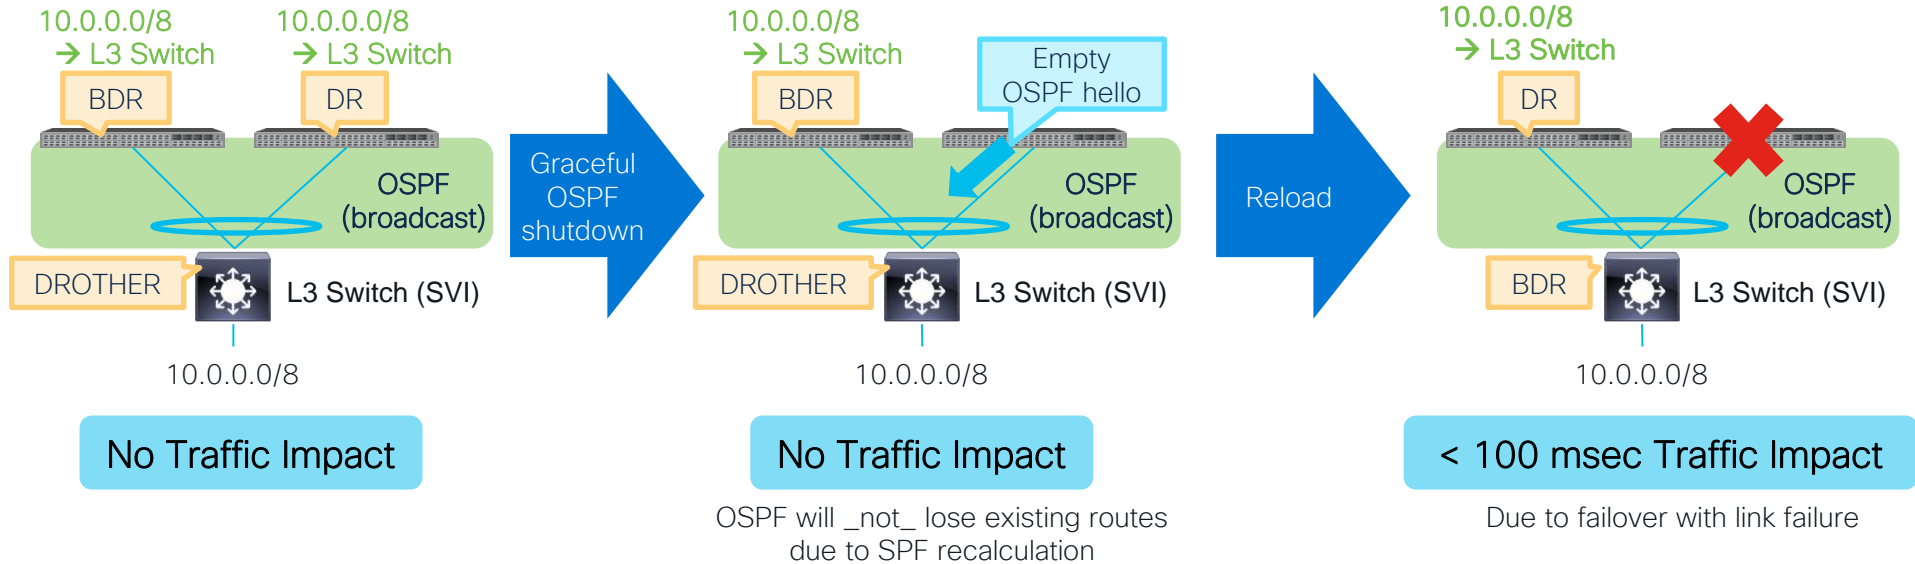 10.0.0.0/8
→ L3 Switch
10.0.0.0/8
→ L3 Switch
BDR
DR
OSPF
(broadcast)
DROTHER
L3 Switch (SVI)
10.0.0.0/8
No Traffic Impact
Graceful
OSPF
shutdown
10.0.0.0/8
→ L3 Switch
BDR
Empty
OSPF hello
OSPF
(broadcast)
DROTHER
L3 Switch (SVI)
10.0.0.0/8
No Traffic Impact
OSPF will _not_ lose existing routes
due to SPF recalculation
Reload
10.0.0.0/8
→ L3 Switch
DR
OSPF
(broadcast)
BDR
L3 Switch (SVI)
10.0.0.0/8
< 100 msec Traffic Impact
Due to failover with link failure